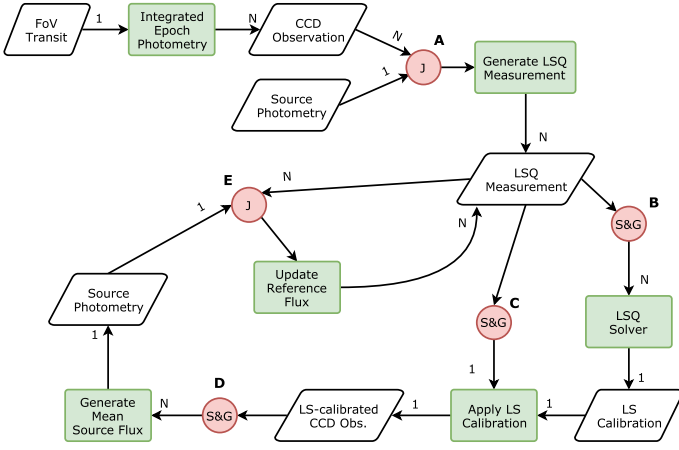 FoV
Transit
1
Integrated
Epoch
Photometry
N
CCD
Observation
N
A
J
Generate LSQ
Measurement
Source
Photometry
1
N
LSQ
Measurement
B
S&G
N
E
J
N
1
N
Update
Reference
Flux
Source
Photometry
C
S&G
LSQ
Solver
1
1
1
D
Generate
Mean
Source Flux
N
S&G
LS-calibrated
CCD Obs.
1
Apply LS
Calibration
1
LS
Calibration